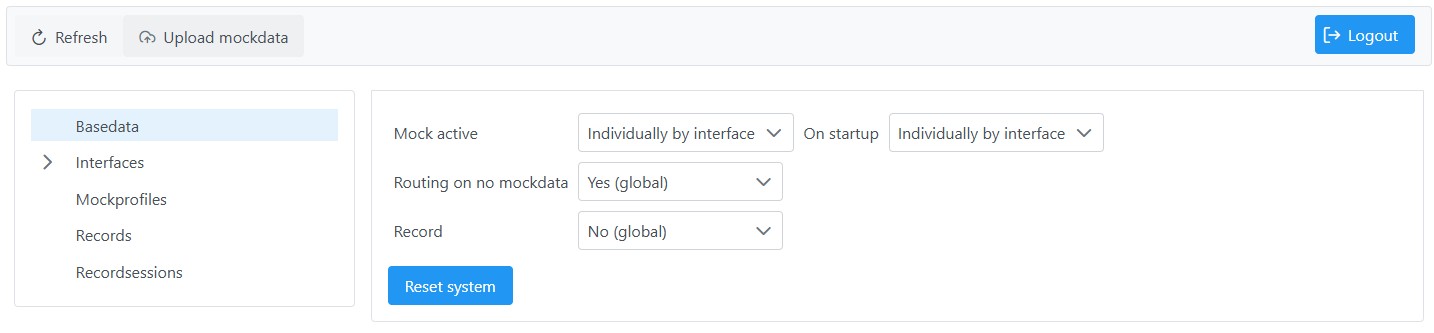 Refresh Upload mockdata Logout
Basedata
Interfaces
Mockprofiles
Records
Recordsessions
Mock active Individually by interface On startup Individually by interface
Routing on no mockdata Yes (global)
Record No (global)
Reset system